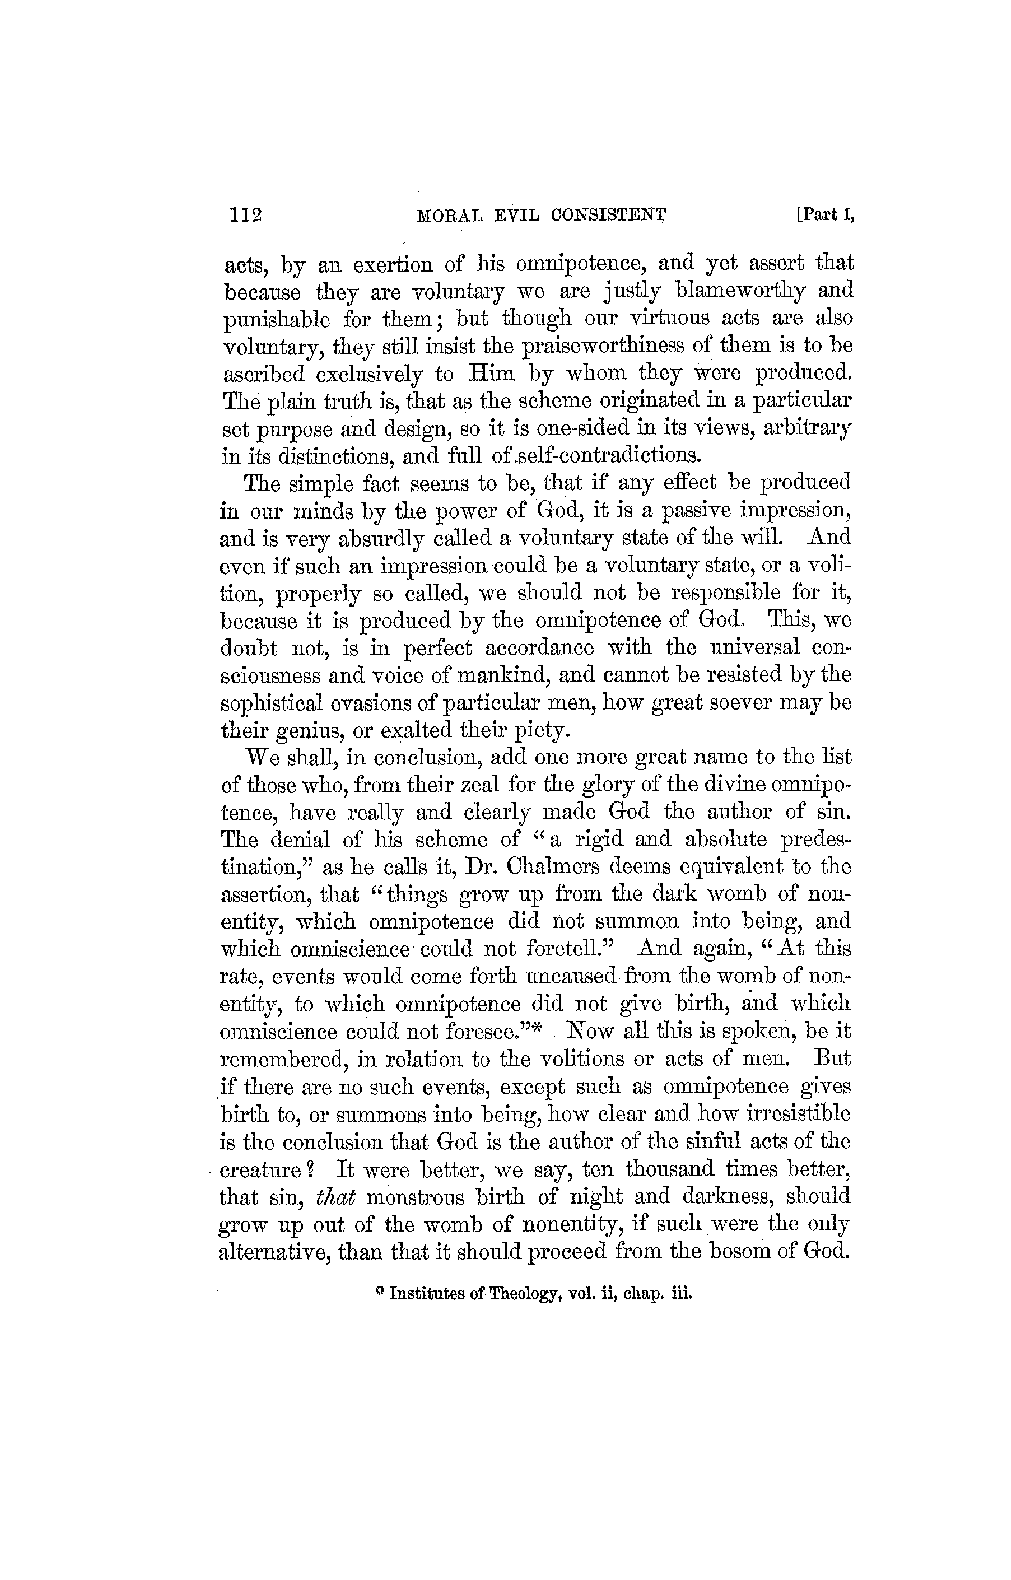 112 MORAL EVIL CONSISTENT [Part I,
acts, by an exertion of his omnipotence, and yet assert that
because they are voluntary we are justly blameworthy and
punishable for them; but though our virtuous acts are also
voluntary, they still insist the praiseworthiness of them is to be
ascribed exclusively to Him by whom they were produced.
The plain truth is, that as the scheme originated in a particular
set purpose and design, so it is one-sided in its views, arbitrary
in its distinctions, and full of self-contradictions.
The simple fact seems to be, that if any effect be produced
in our minds by the power of God, it is a passive impression,
and is very absurdly called a voluntary state of the will. And
even if such an impression could be a voluntary state, or a voli-
tion, properly so called, we should not be responsible for it,
because it is produced by the omnipotence of God. This, we
doubt not, is in perfect accordance with the universal con-
sciousness and voice of mankind, and cannot be resisted by the
sophistical evasions of particular men, how great soever may be
their genius, or exalted their piety.
We shall, in conclusion, add one more great name to the list
of those who, from their zeal for the glory of the divine omnipo-
tence, have really and clearly made God the author of sin.
The denial of his scheme of “a rigid and absolute predes-
tination,” as he calls it, Dr. Chalmers deems equivalent to the
assertion, that “things grow up from the dark womb of non-
entity, which omnipotence did not summon into being, and
which omniscience could not foretell.” And again, “At this
rate, events would come forth uncaused from the womb of non-
entity, to which omnipotence did not give birth, and which
omniscience could not foresee.”* Now all this is spoken, be it
remembered, in relation to the volitions or acts of men. But
if there are no such events, except such as omnipotence gives
birth to, or summons into being, how clear and how irresistible
is the conclusion that God is the author of the sinful acts of the
creature? It were better, we say, ten thousand times better,
that sin, that monstrous birth of night and darkness, should
grow up out of the womb of nonentity, if such were the only
alternative, than that it should proceed from the bosom of God.
* Institutes of Theology, vol. ii, chap. iii.